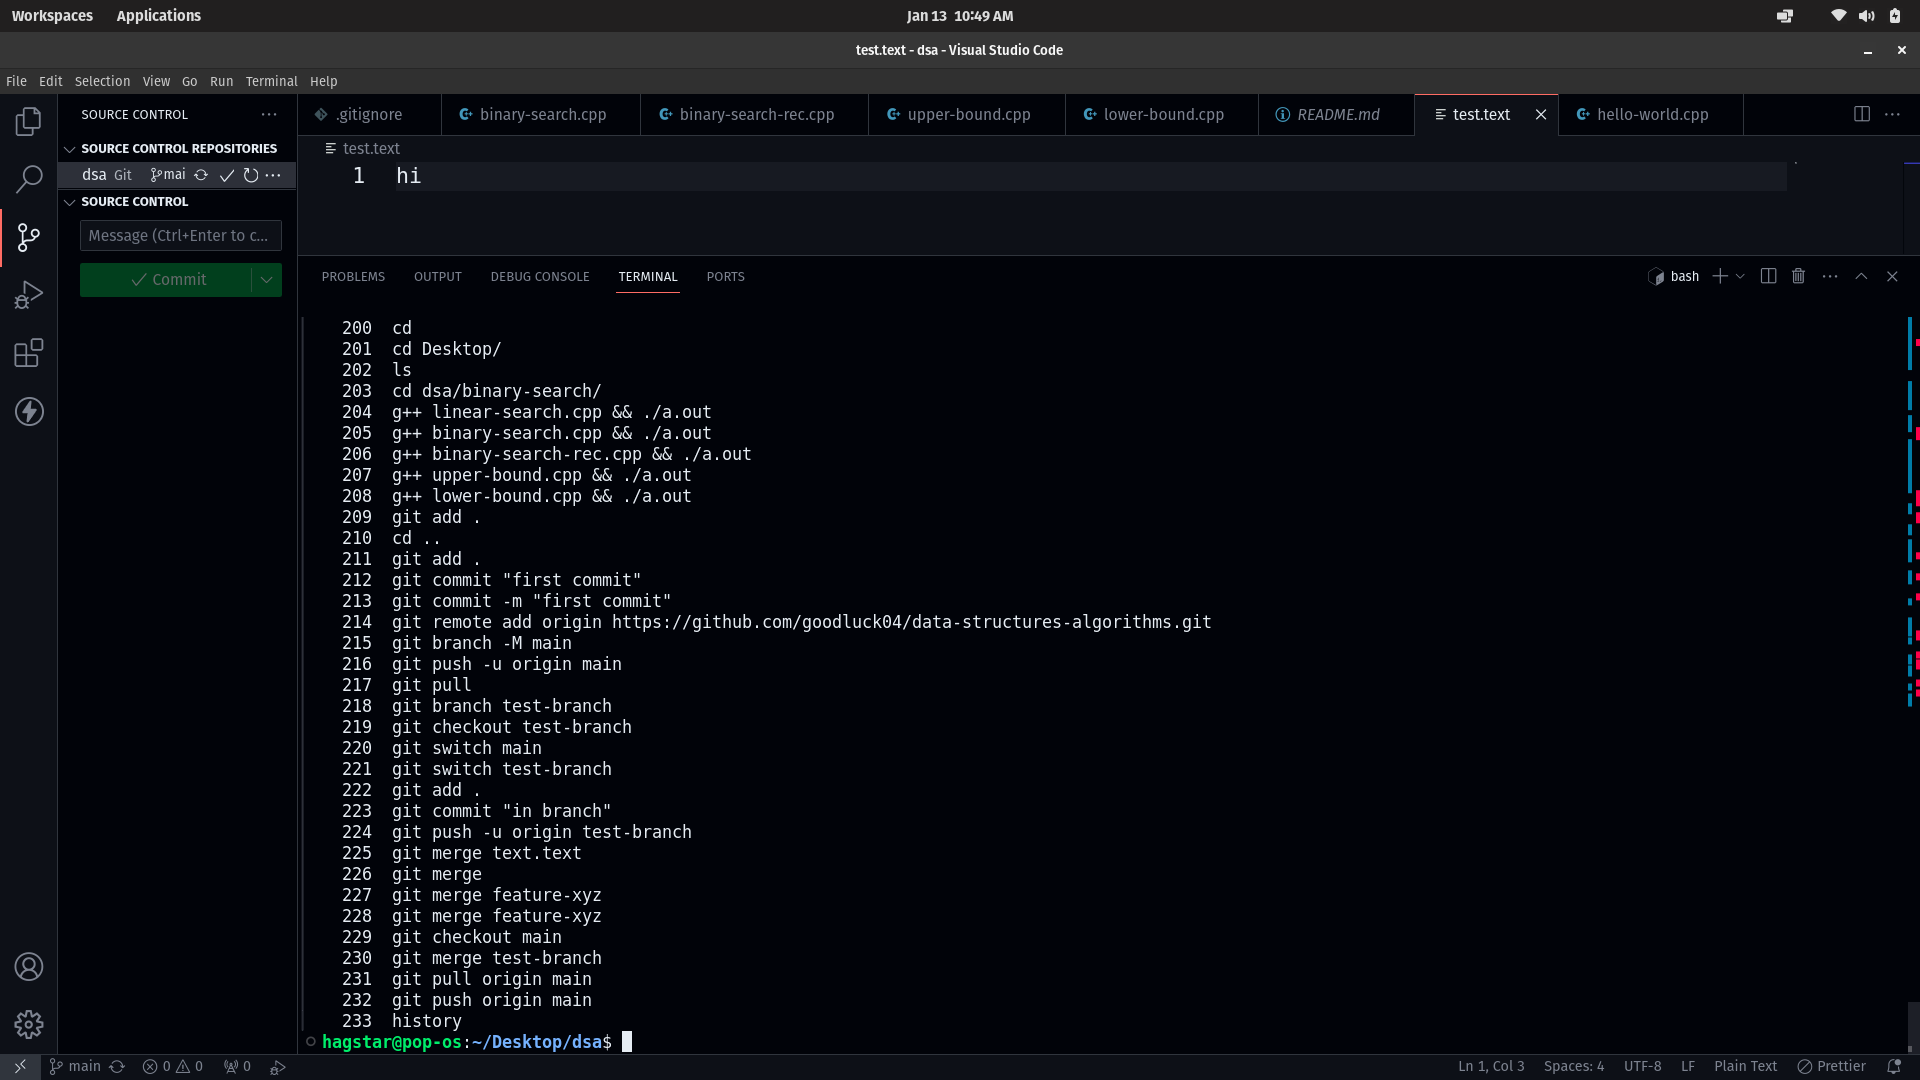 Workspaces Applications Jan 13 10:49 AM
test.text - dsa - Visual Studio Code
File Edit Selection View Go Run Terminal Help
SOURCE CONTROL
SOURCE CONTROL REPOSITORIES
dsa Git mai
SOURCE CONTROL
Message (Ctrl+Enter to c...
Commit
.gitignore binary-search.cpp binary-search-rec.cpp upper-bound.cpp lower-bound.cpp README.md test.text hello-world.cpp
test.text
1 hi
PROBLEMS OUTPUT DEBUG CONSOLE TERMINAL PORTS bash
200 cd
201 cd Desktop/
202 ls
203 cd dsa/binary-search/
204 g++ linear-search.cpp && ./a.out
205 g++ binary-search.cpp && ./a.out
206 g++ binary-search-rec.cpp && ./a.out
207 g++ upper-bound.cpp && ./a.out
208 g++ lower-bound.cpp && ./a.out
209 git add .
210 cd ..
211 git add .
212 git commit "first commit"
213 git commit -m "first commit"
214 git remote add origin https://github.com/goodluck04/data-structures-algorithms.git
215 git branch -M main
216 git push -u origin main
217 git pull
218 git branch test-branch
219 git checkout test-branch
220 git switch main
221 git switch test-branch
222 git add .
223 git commit "in branch"
224 git push -u origin test-branch
225 git merge text.text
226 git merge
227 git merge feature-xyz
228 git merge feature-xyz
229 git checkout main
230 git merge test-branch
231 git pull origin main
232 git push origin main
233 history
hagstar@pop-os:~/Desktop/dsa$
main 0 0 0 Ln 1, Col 3 Spaces: 4 UTF-8 LF Plain Text Prettier